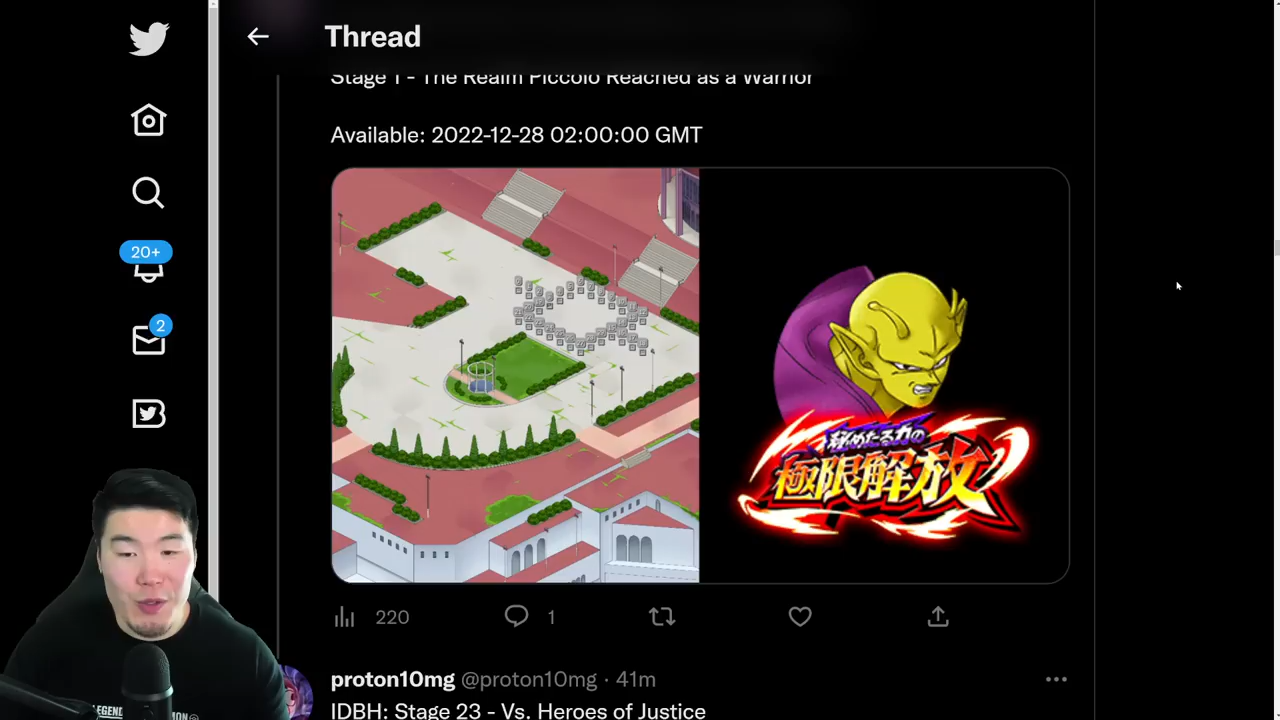 Thread
Stage 1 - The Realm Piccolo Reached as a Warrior
Available: 2022-12-28 02:00:00 GMT
20+
2
秘めたる力の
極限解放
220
1
proton10mg @proton10mg · 41m
IDBH: Stage 23 - Vs. Heroes of Justice
LEGEND